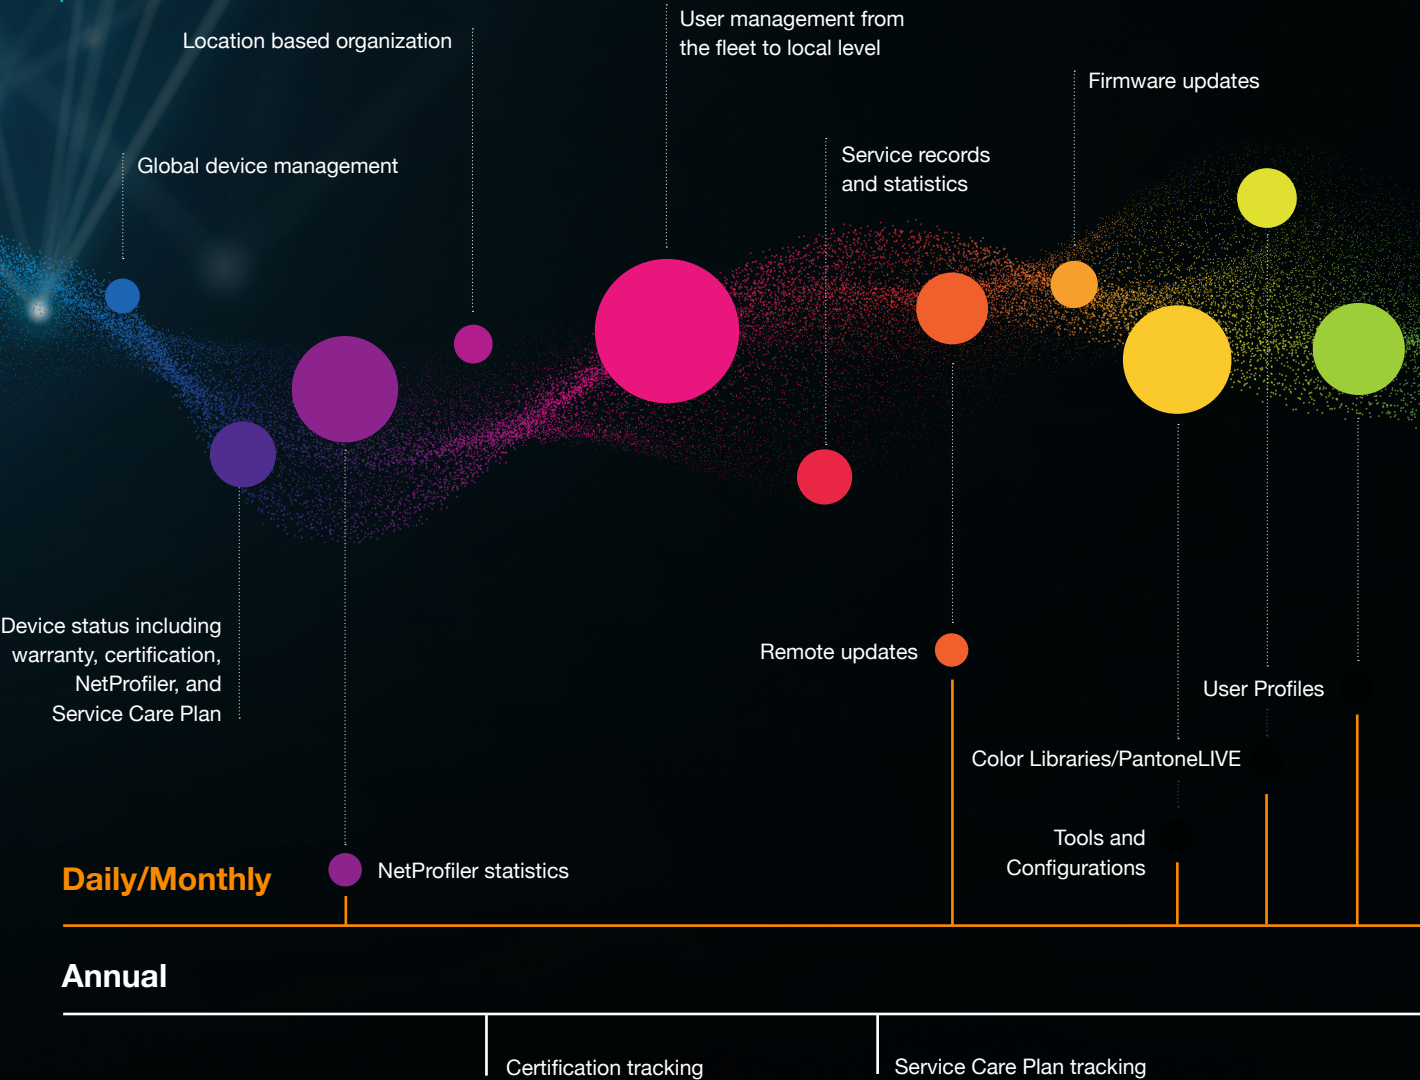 User management from
the fleet to local level
Location based organization
Firmware updates
Service records
and statistics
Global device management
Device status including
warranty, certification,
NetProfiler, and
Service Care Plan
Remote updates
User Profiles
Color Libraries/PantoneLIVE
Tools and
Configurations
Daily/Monthly
NetProfiler statistics
Annual
Certification tracking
Service Care Plan tracking